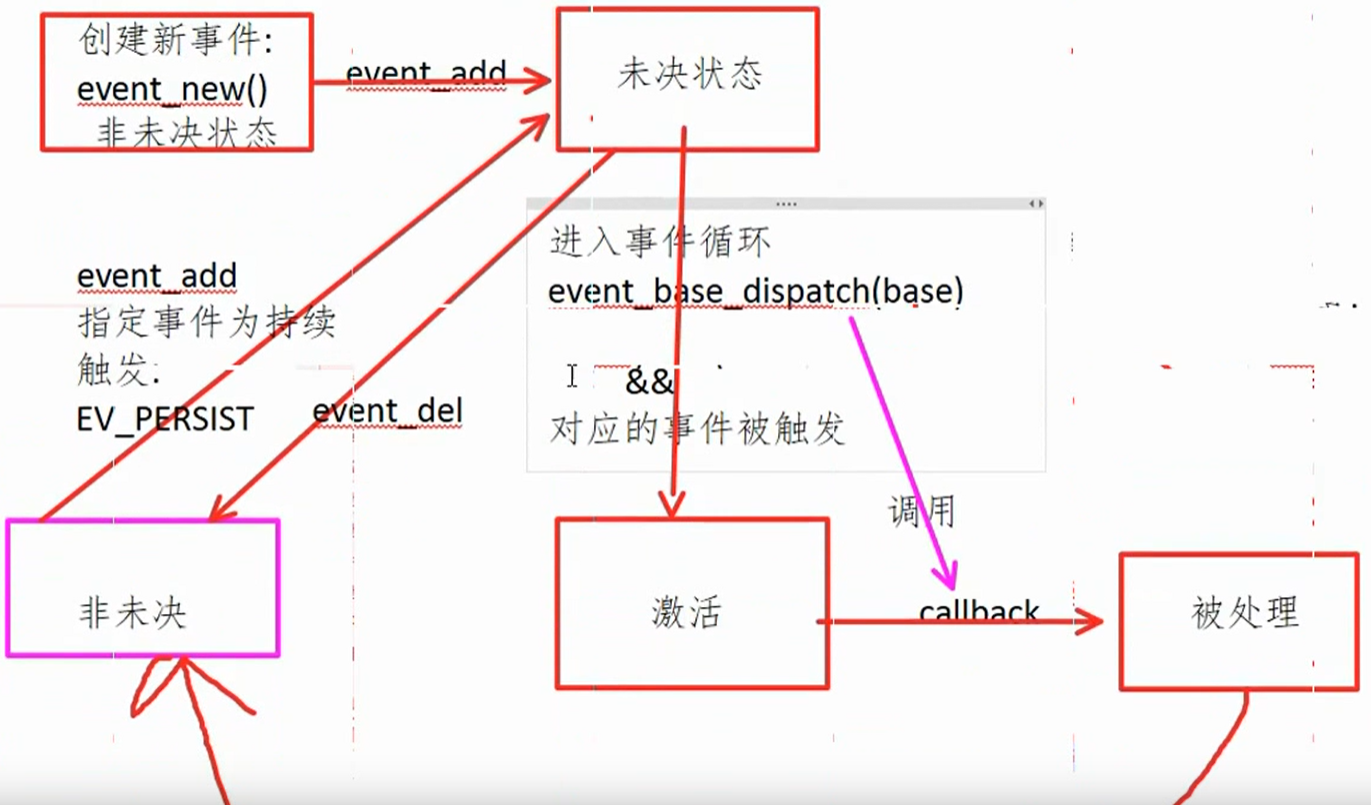 创建新事件:
event_new()
非未决状态
event_add
未决状态
进入事件循环
event_base_dispatch(base)
&&
对应的事件被触发
event_add
指定事件为持续
触发:
EV_PERSIST
event_del
调用
非未决
激活
callback
被处理